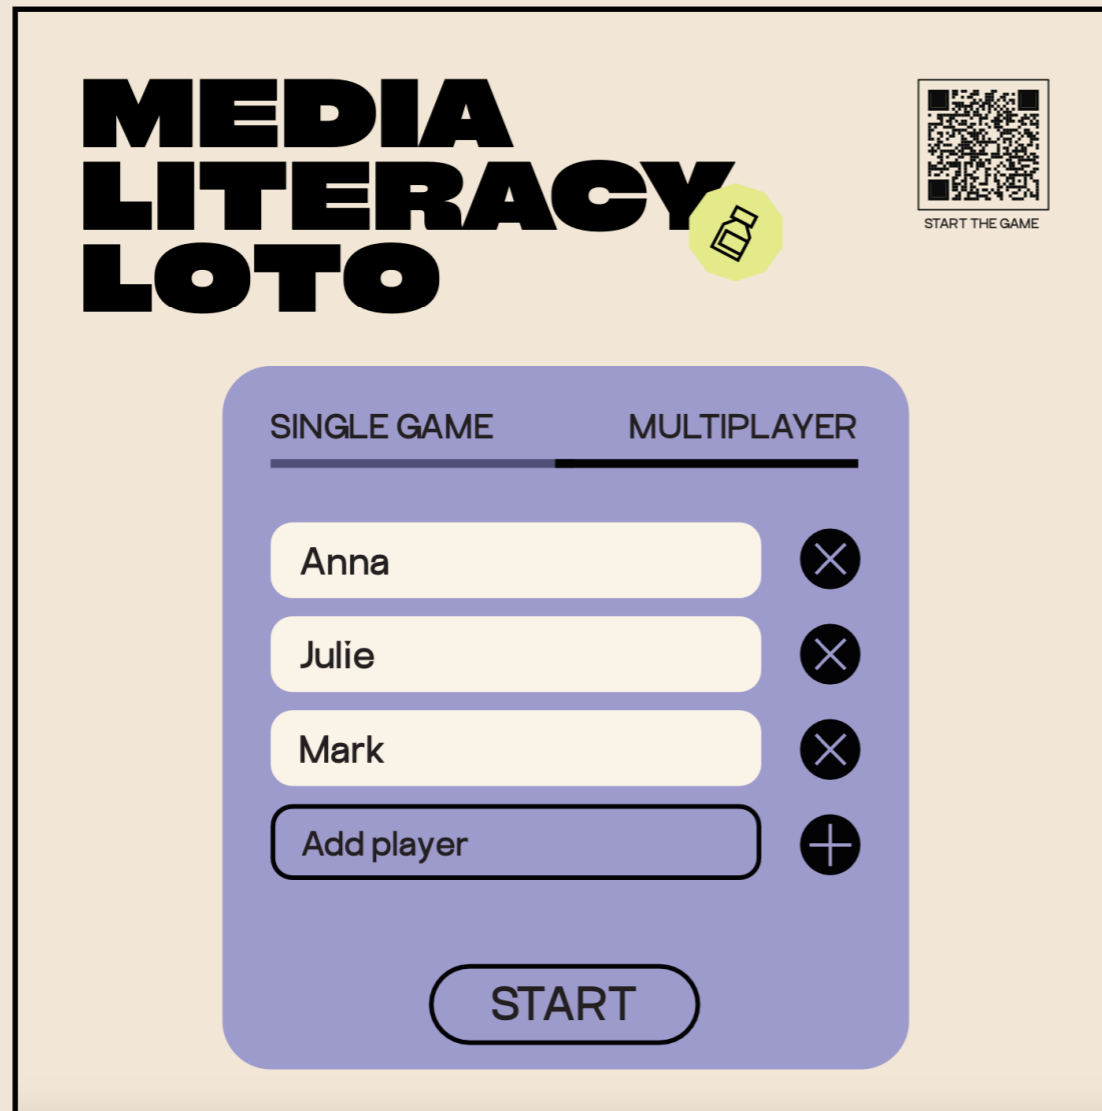 MEDIA
LITERACY
LOTO
START THE GAME
SINGLE GAME
MULTIPLAYER
Anna
Julie
Mark
Add player
START